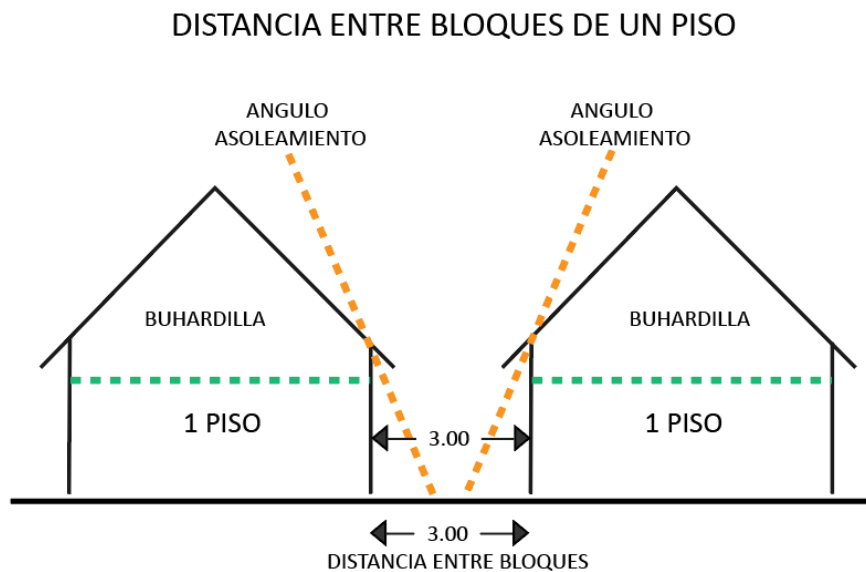 DISTANCIA ENTRE BLOQUES DE UN PISO
ANGULO
ASOLEAMIENTO
ANGULO
ASOLEAMIENTO
BUHARDILLA
BUHARDILLA
1 PISO
1 PISO
3.00
3.00
DISTANCIA ENTRE BLOQUES